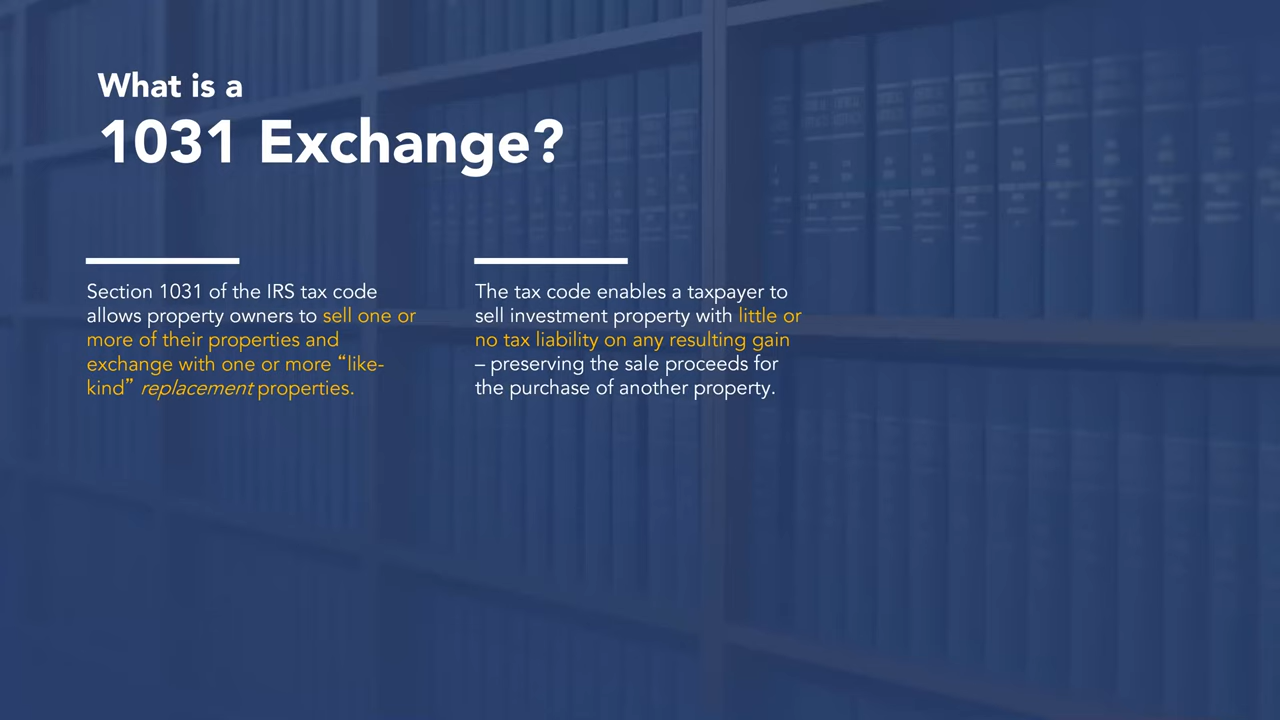 What is a
1031 Exchange?
Section 1031 of the IRS tax code
allows property owners to sell one or
more of their properties and
exchange with one or more “like-
kind” replacement properties.
The tax code enables a taxpayer to
sell investment property with little or
no tax liability on any resulting gain
– preserving the sale proceeds for
the purchase of another property.